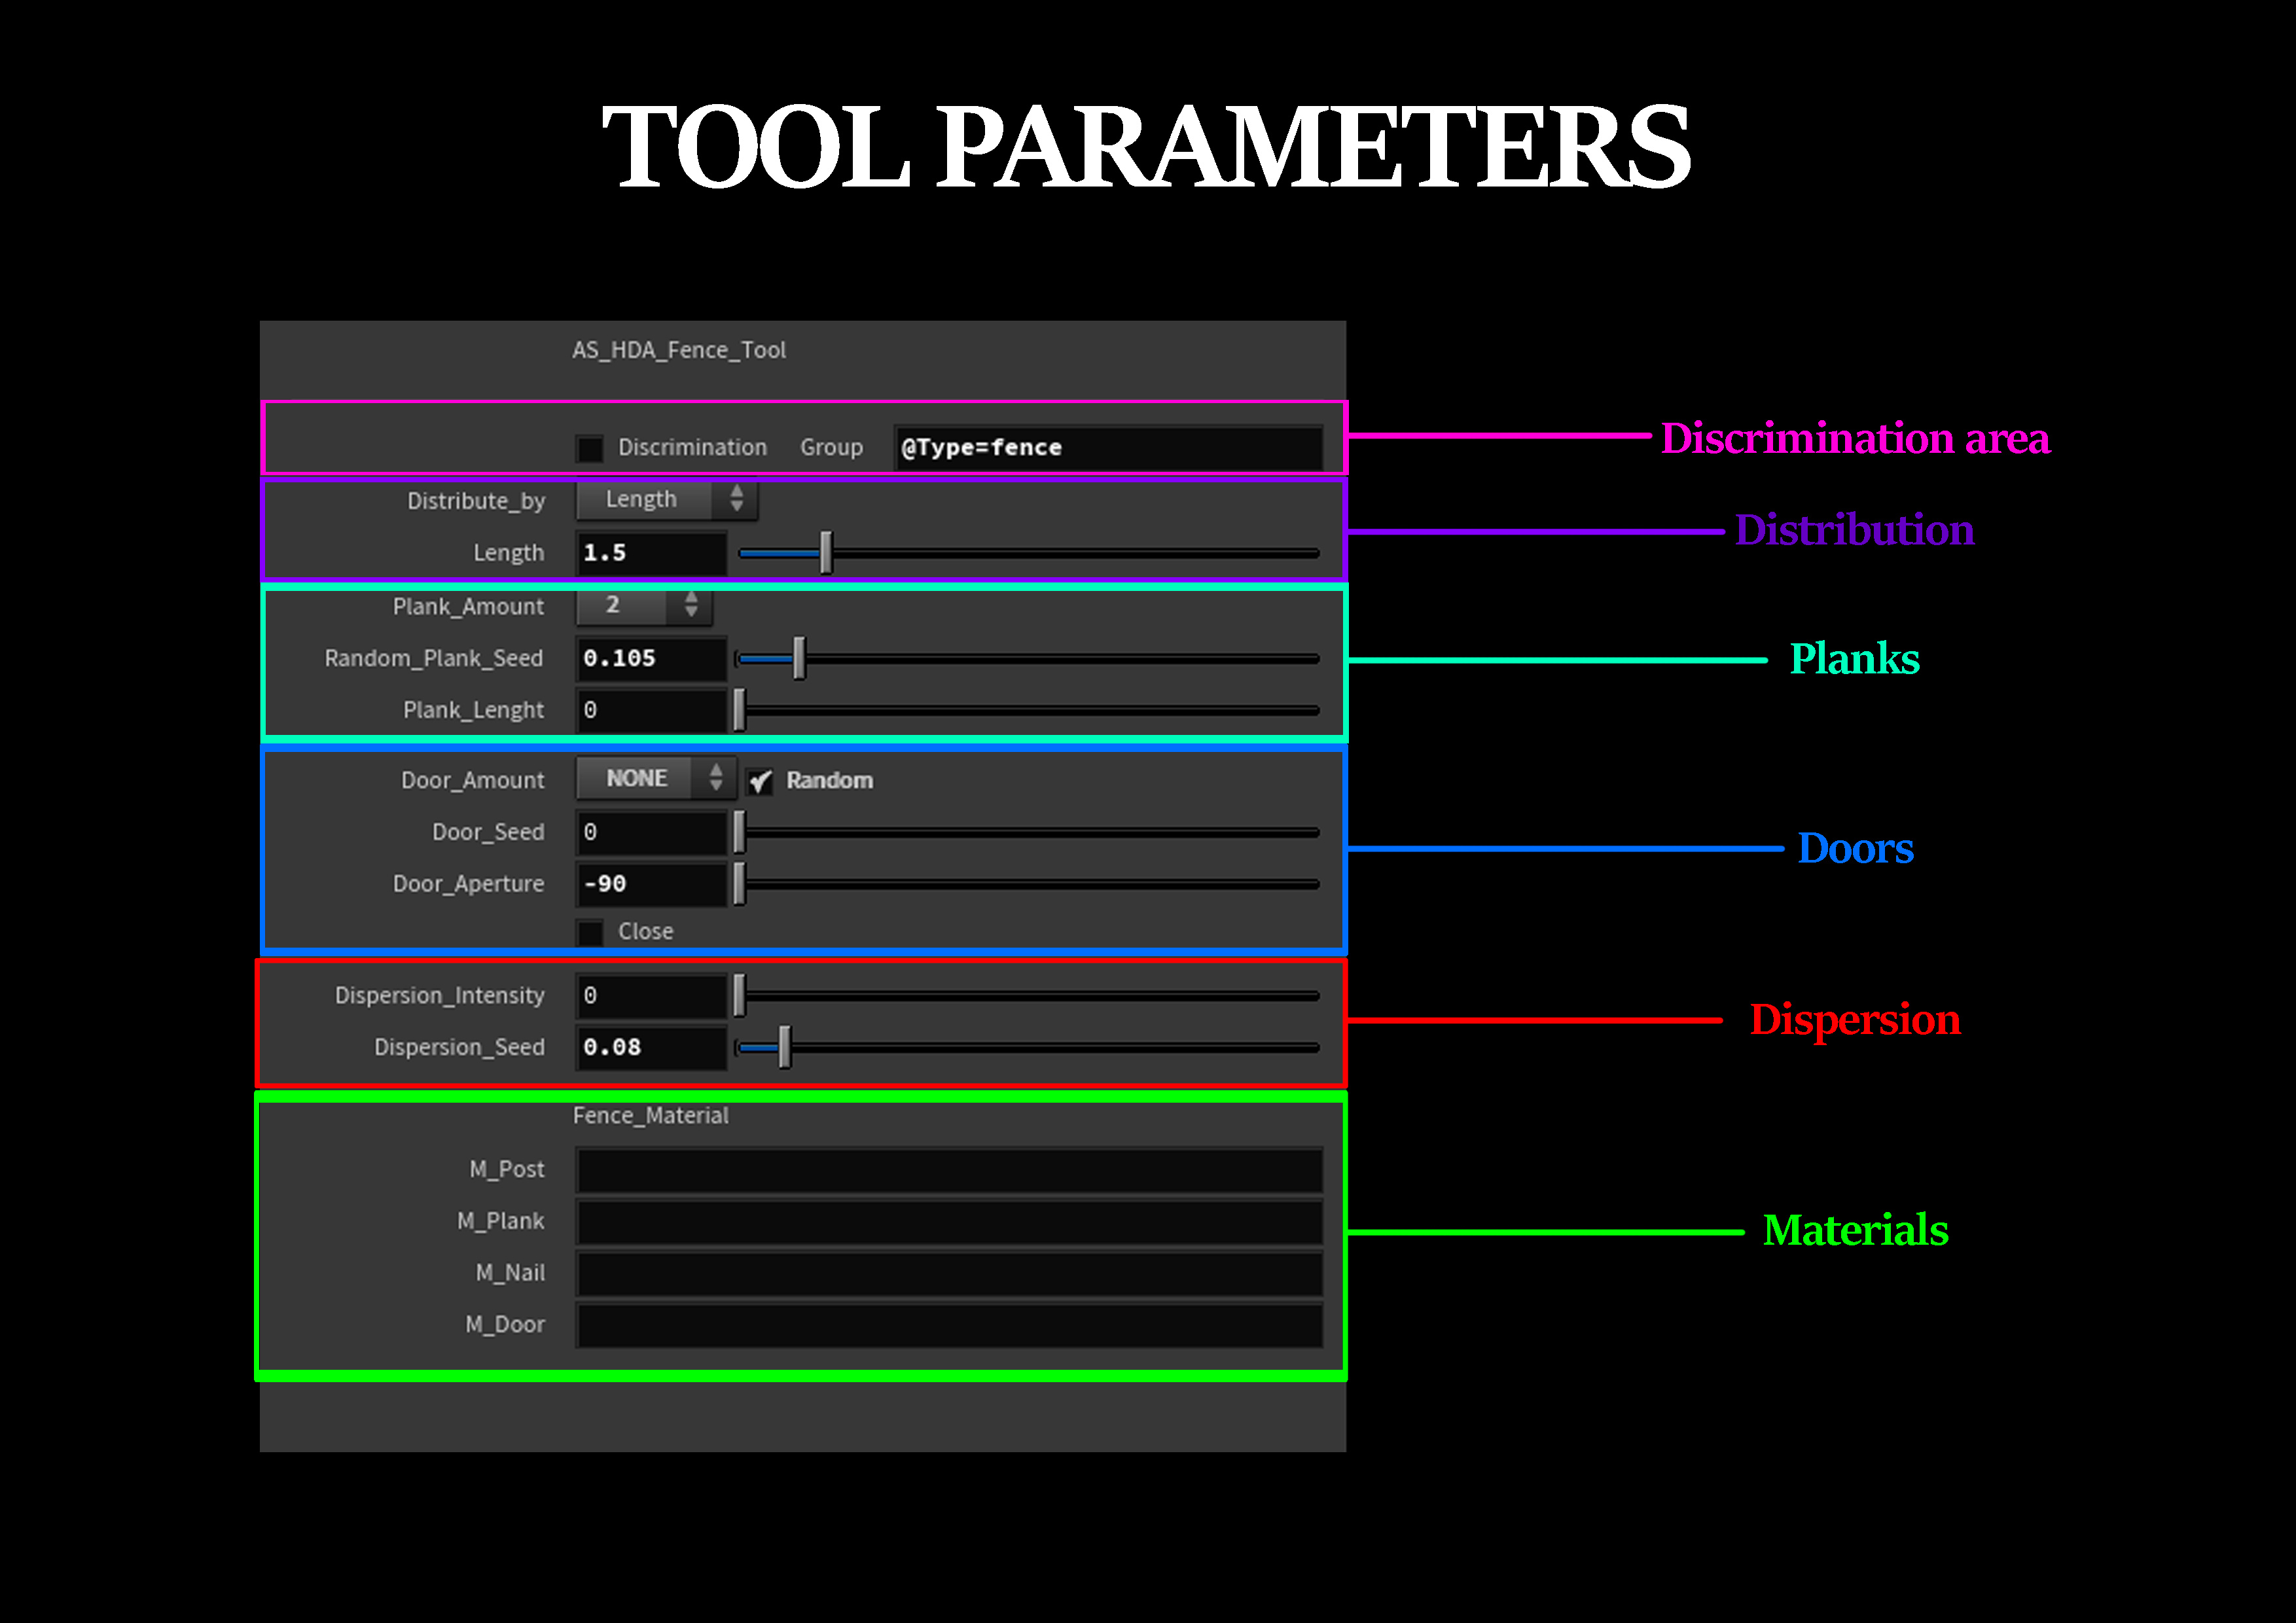 TOOL PARAMETERS
AS_HDA_Fence_Tool
Discrimination Group @Type=fence
Discrimination area
Distribute_by Length
Length 1.5
Distribution
Plank_Amount 2
Random_Plank_Seed 0.105
Plank_Lenght 0
Planks
Door_Amount NONE Random
Door_Seed 0
Door_Aperture -90
Close
Doors
Dispersion_Intensity 0
Dispersion_Seed 0.08
Dispersion
Fence_Material
M_Post
M_Plank
M_Nail
M_Door
Materials